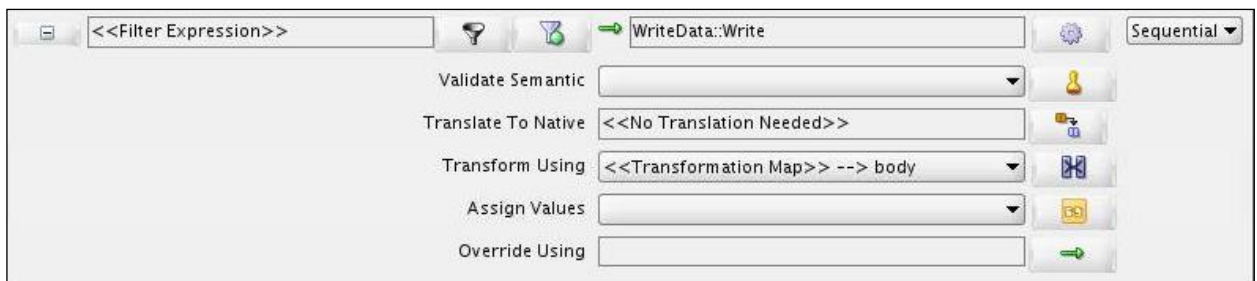 <<Filter Expression>> WriteData::Write Sequential
Validate Semantic
Translate To Native <<No Translation Needed>>
Transform Using <<Transformation Map>> --> body
Assign Values
Override Using